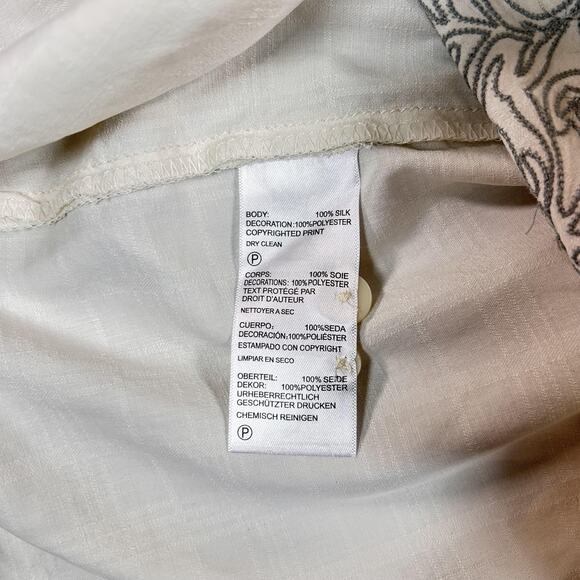 BODY: 100% SILK
DECORATION:100%POLYESTER
COPYRIGHTED PRINT
DRY CLEAN
P
CORPS: 100% SOIE
DECORATIONS: 100%POLYESTER
TEXT PROTÉGÉ PAR
DROIT D'AUTEUR
NETTOYER A SEC
CUERPO: 100%SEDA
DECORACIÓN:100%POLIÉSTER
ESTAMPADO CON COPYRIGHT
LIMPIAR EN SECO
OBERTEIL: 100% SEIDE
DEKOR: 100%POLYESTER
URHEBERRECHTLICH
GESCHÜTZTER DRUCKEN
CHEMISCH REINIGEN
P